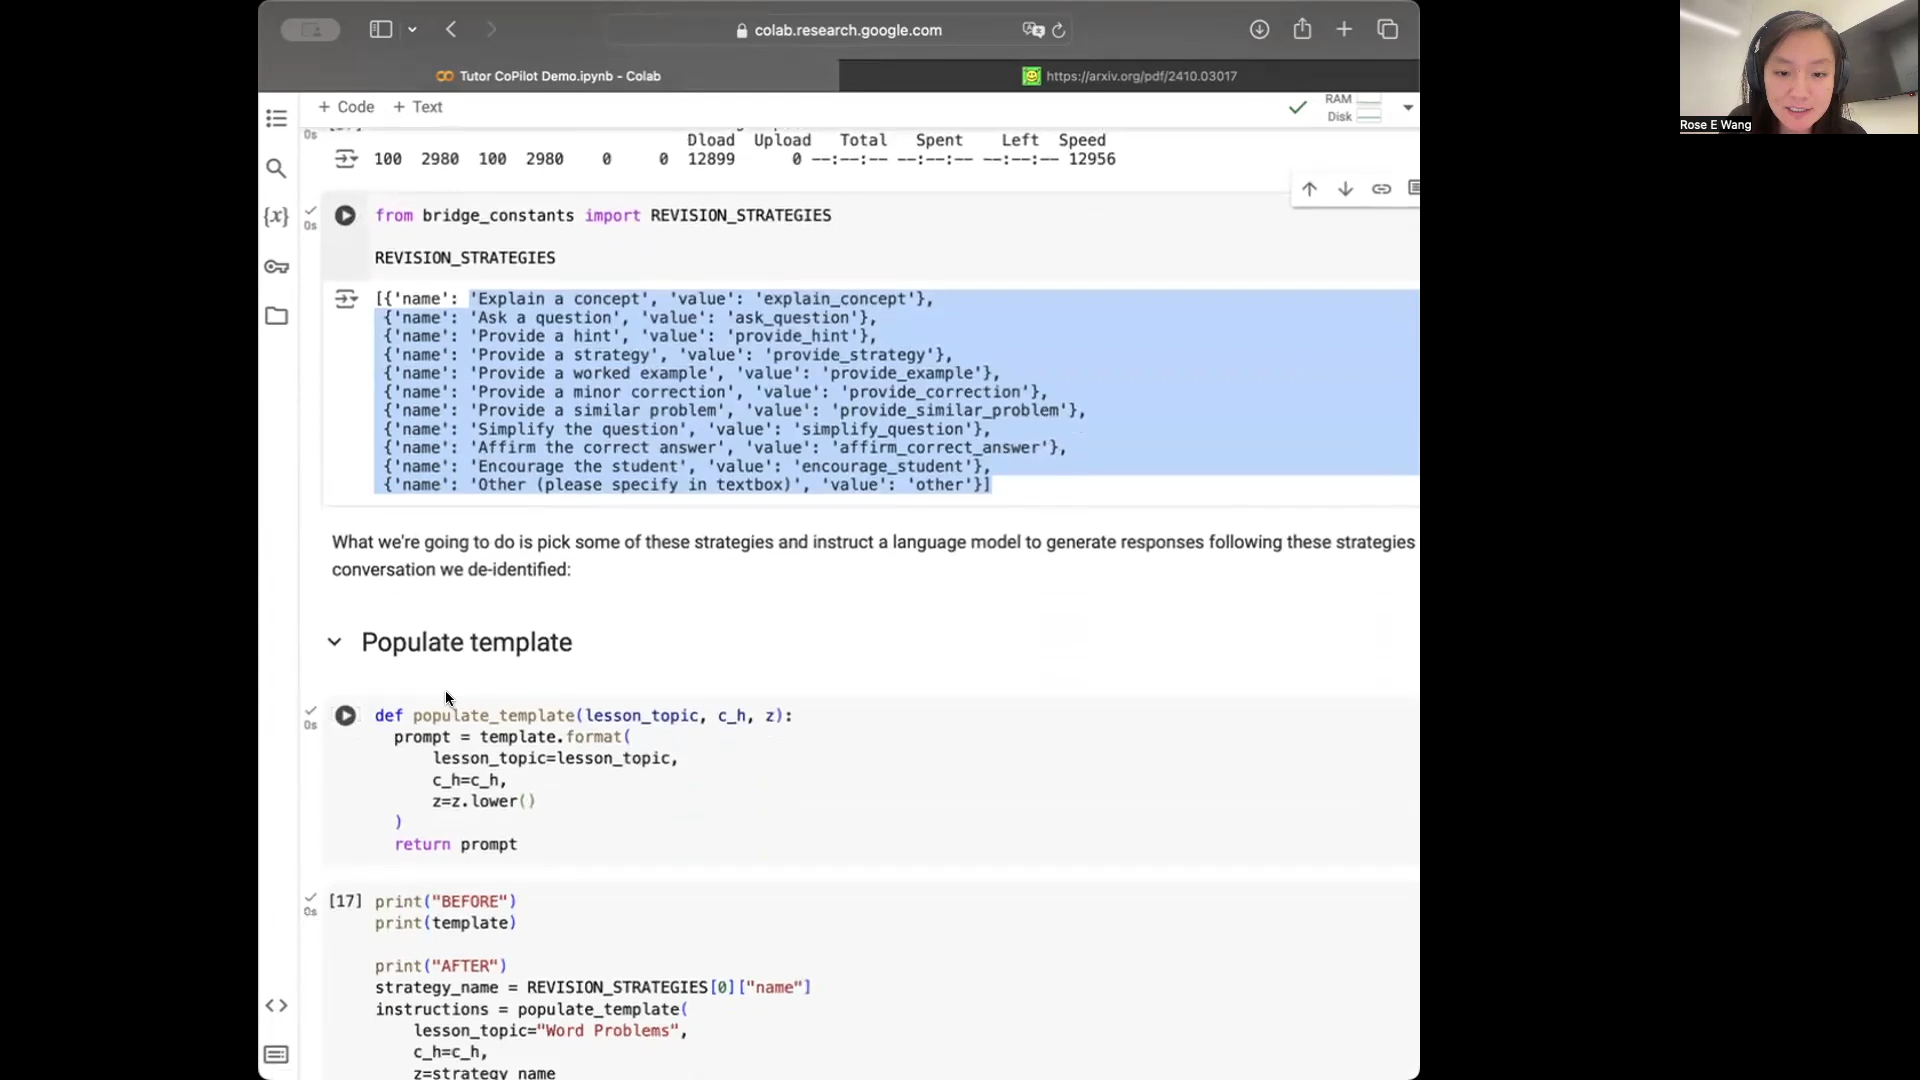 colab.research.google.com
Tutor CoPilot Demo.ipynb - Colab
https://arxiv.org/pdf/2410.03017
Rose E Wang
+ Code + Text
RAM
Disk
0s
Dload Upload Total Spent Left Speed
100 2980 100 2980 0 0 12899 0 --:--:-- --:--:-- --:--:-- 12956
{x}
0s
from bridge_constants import REVISION_STRATEGIES
REVISION_STRATEGIES
[{'name': 'Explain a concept', 'value': 'explain_concept'},
{'name': 'Ask a question', 'value': 'ask_question'},
{'name': 'Provide a hint', 'value': 'provide_hint'},
{'name': 'Provide a strategy', 'value': 'provide_strategy'},
{'name': 'Provide a worked example', 'value': 'provide_example'},
{'name': 'Provide a minor correction', 'value': 'provide_correction'},
{'name': 'Provide a similar problem', 'value': 'provide_similar_problem'},
{'name': 'Simplify the question', 'value': 'simplify_question'},
{'name': 'Affirm the correct answer', 'value': 'affirm_correct_answer'},
{'name': 'Encourage the student', 'value': 'encourage_student'},
{'name': 'Other (please specify in textbox)', 'value': 'other'}]
What we're going to do is pick some of these strategies and instruct a language model to generate responses following these strategies
conversation we de-identified:
Populate template
0s
def populate_template(lesson_topic, c_h, z):
prompt = template.format(
lesson_topic=lesson_topic,
c_h=c_h,
z=z.lower()
)
return prompt
0s
[17] print("BEFORE")
print(template)
print("AFTER")
strategy_name = REVISION_STRATEGIES[0]["name"]
instructions = populate_template(
lesson_topic="Word Problems",
c_h=c_h,
z=strategy_name